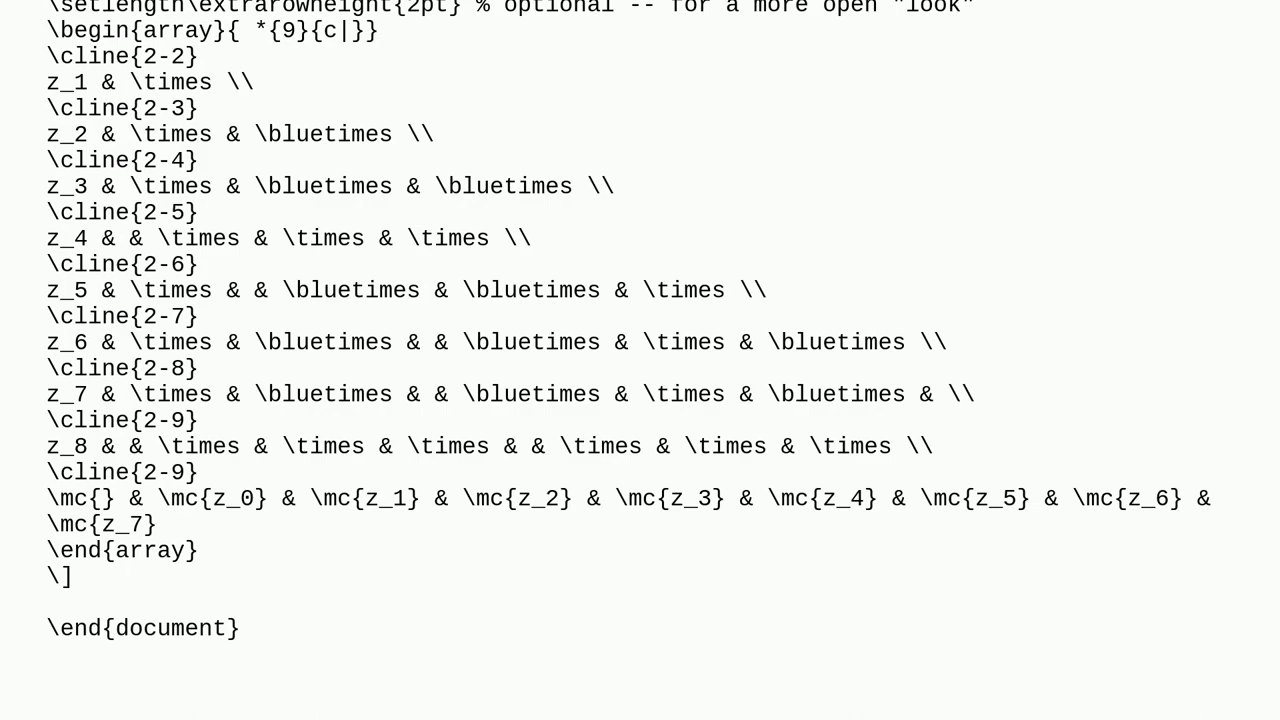 \setlength\extrarowheight{2pt} % optional -- for a more open "look"
\begin{array}{ *{9}{c|}}
\cline{2-2}
z_1 & \times \\
\cline{2-3}
z_2 & \times & \bluetimes \\
\cline{2-4}
z_3 & \times & \bluetimes & \bluetimes \\
\cline{2-5}
z_4 & & \times & \times & \times \\
\cline{2-6}
z_5 & \times & & \bluetimes & \bluetimes & \times \\
\cline{2-7}
z_6 & \times & \bluetimes & & \bluetimes & \times & \bluetimes \\
\cline{2-8}
z_7 & \times & \bluetimes & & \bluetimes & \times & \bluetimes & \\
\cline{2-9}
z_8 & & \times & \times & \times & & \times & \times & \times \\
\cline{2-9}
\mc{} & \mc{z_0} & \mc{z_1} & \mc{z_2} & \mc{z_3} & \mc{z_4} & \mc{z_5} & \mc{z_6} &
\mc{z_7}
\end{array}
\]
\end{document}